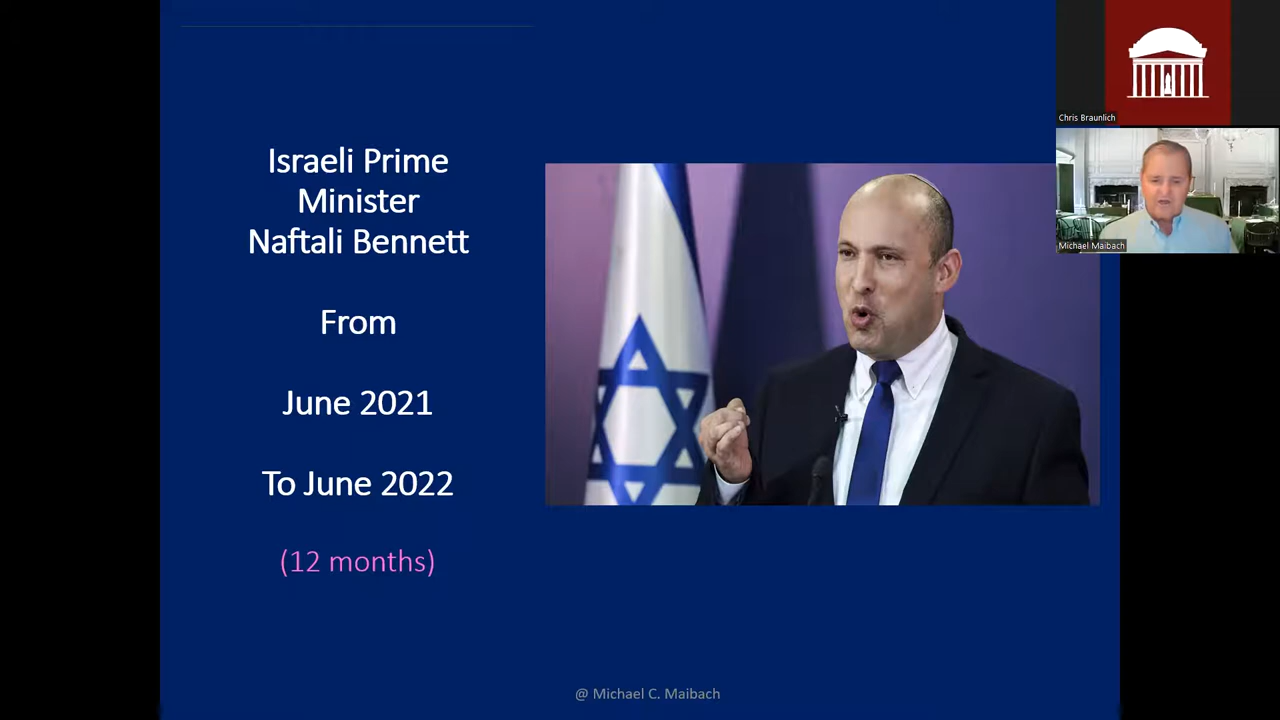 Israeli Prime
Minister
Naftali Bennett
From
June 2021
To June 2022
(12 months)
@ Michael C. Maibach
Chris Braunlich
Michael Maibach